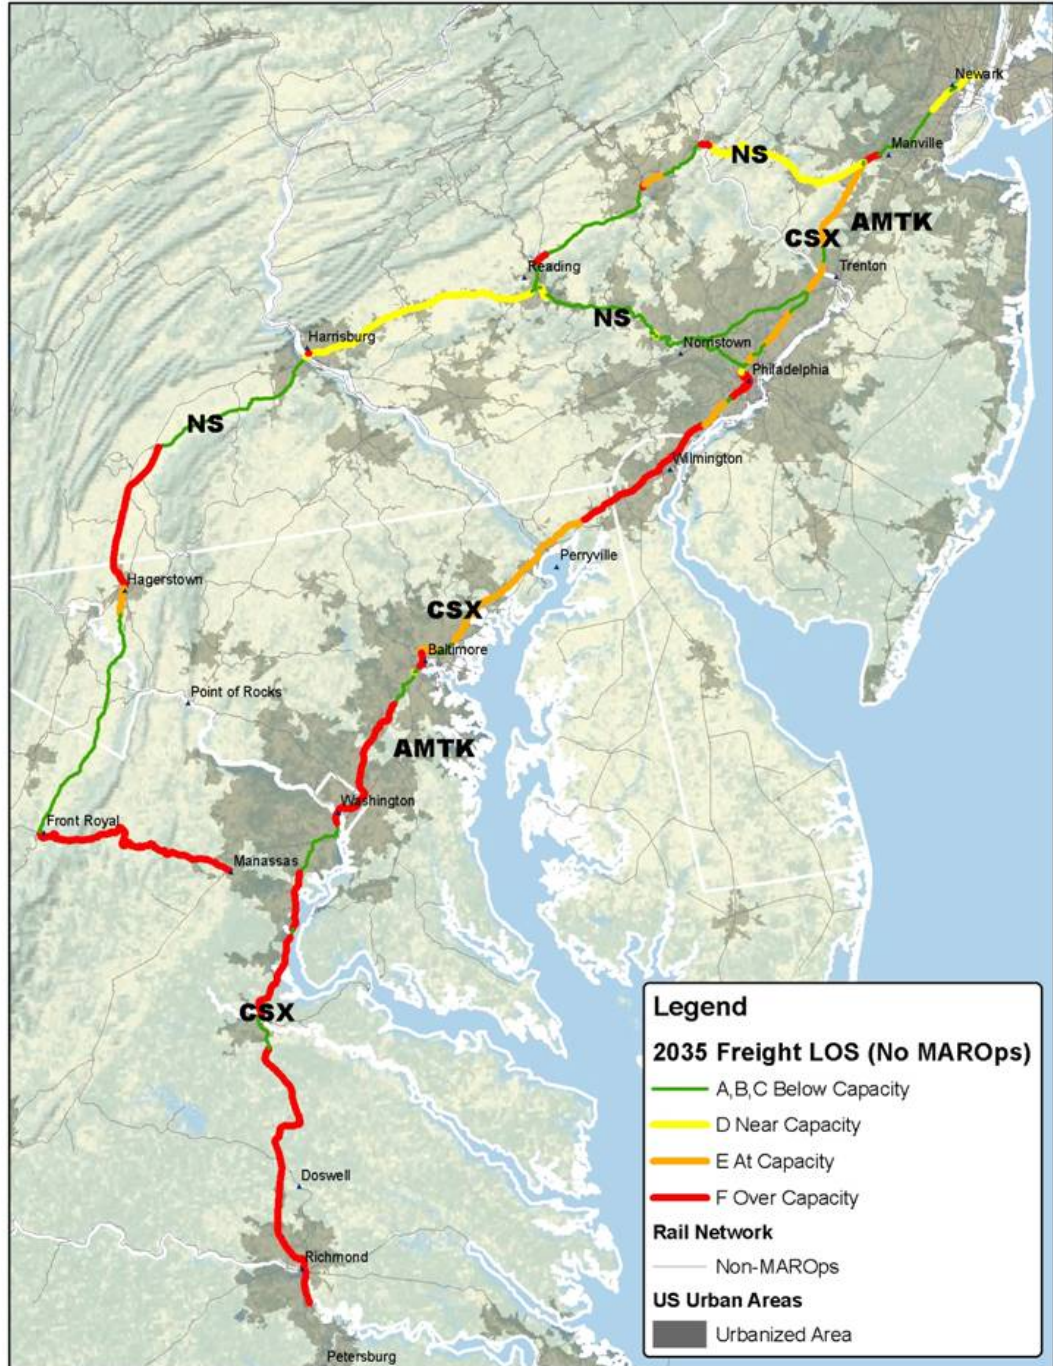 Newark
Manville
NS
AMTK
CSX
Trenton
Reading
NS
Harrisburg
Norristown
Philadelphia
NS
Wilmington
Perryville
Hagerstown
CSX
Baltimore
Point of Rocks
AMTK
Washington
Front Royal
Manassas
CSX
Doswell
Richmond
Petersburg
Legend
2035 Freight LOS (No MAROps)
A,B,C Below Capacity
D Near Capacity
E At Capacity
F Over Capacity
Rail Network
Non-MAROps
US Urban Areas
Urbanized Area